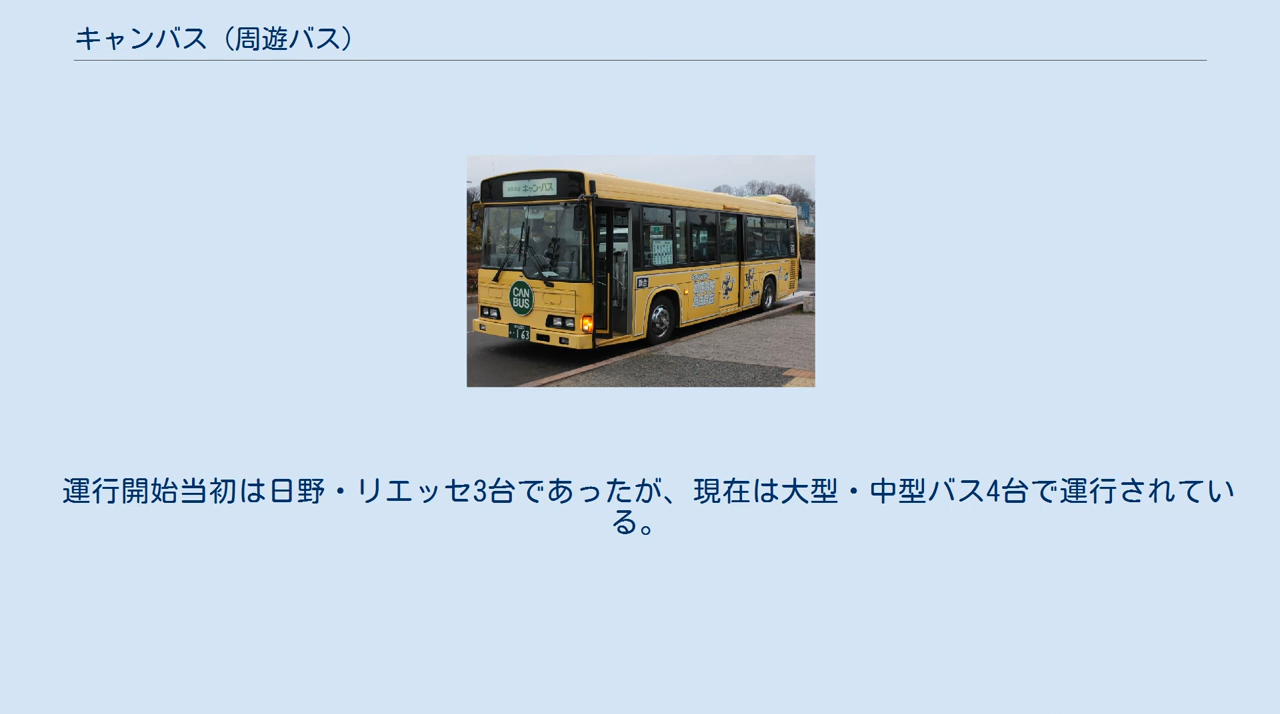 キャンバス（周遊バス）
キャンバス
CAN
BUS
163
運行開始当初は日野・リエッセ3台であったが、現在は大型・中型バス4台で運行されてい
る。